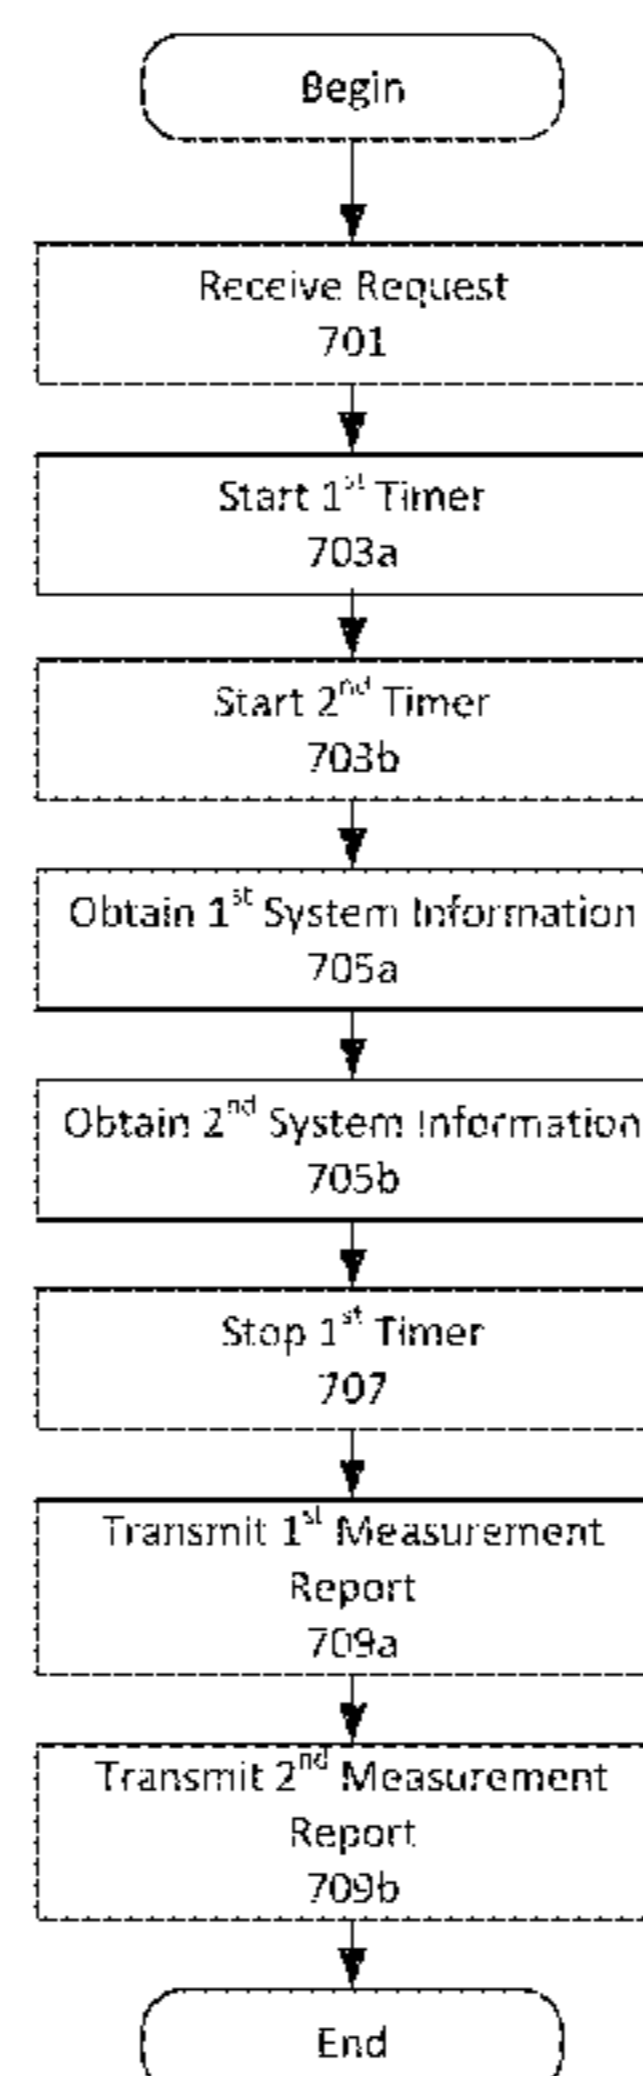 Begin
Receive Request
701
Start 1st Timer
703a
Start 2nd Timer
703b
Obtain 1st System Information
705a
Obtain 2nd System Information
705b
Stop 1st Timer
707
Transmit 1st Measurement
Report
709a
Transmit 2nd Measurement
Report
709b
End